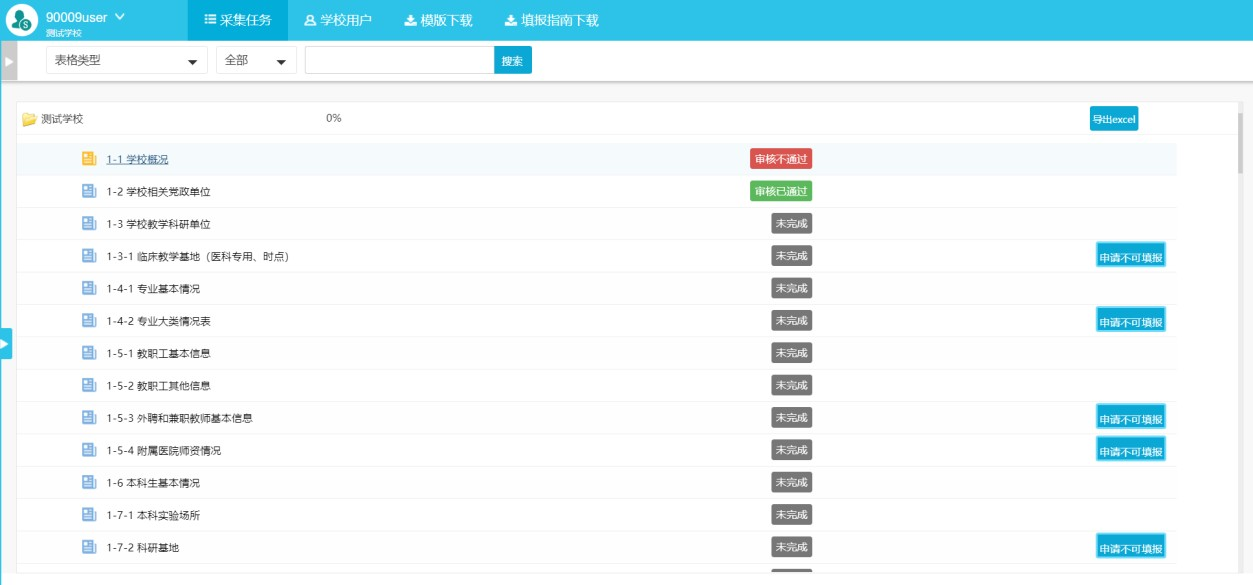 90009user
测试学校
采集任务 学校用户 模版下载 填报指南下载
表格类型 全部 搜索
测试学校 0% 导出excel
1-1 学校概况 审核不通过
1-2 学校相关党政单位 审核已通过
1-3 学校教学科研单位 未完成
1-3-1 临床教学基地（医科专用、时点） 未完成 申请不可填报
1-4-1 专业基本情况 未完成
1-4-2 专业大类情况表 未完成 申请不可填报
1-5-1 教职工基本信息 未完成
1-5-2 教职工其他信息 未完成
1-5-3 外聘和兼职教师基本信息 未完成 申请不可填报
1-5-4 附属医院师资情况 未完成 申请不可填报
1-6 本科生基本情况 未完成
1-7-1 本科实验场所 未完成
1-7-2 科研基地 未完成 申请不可填报